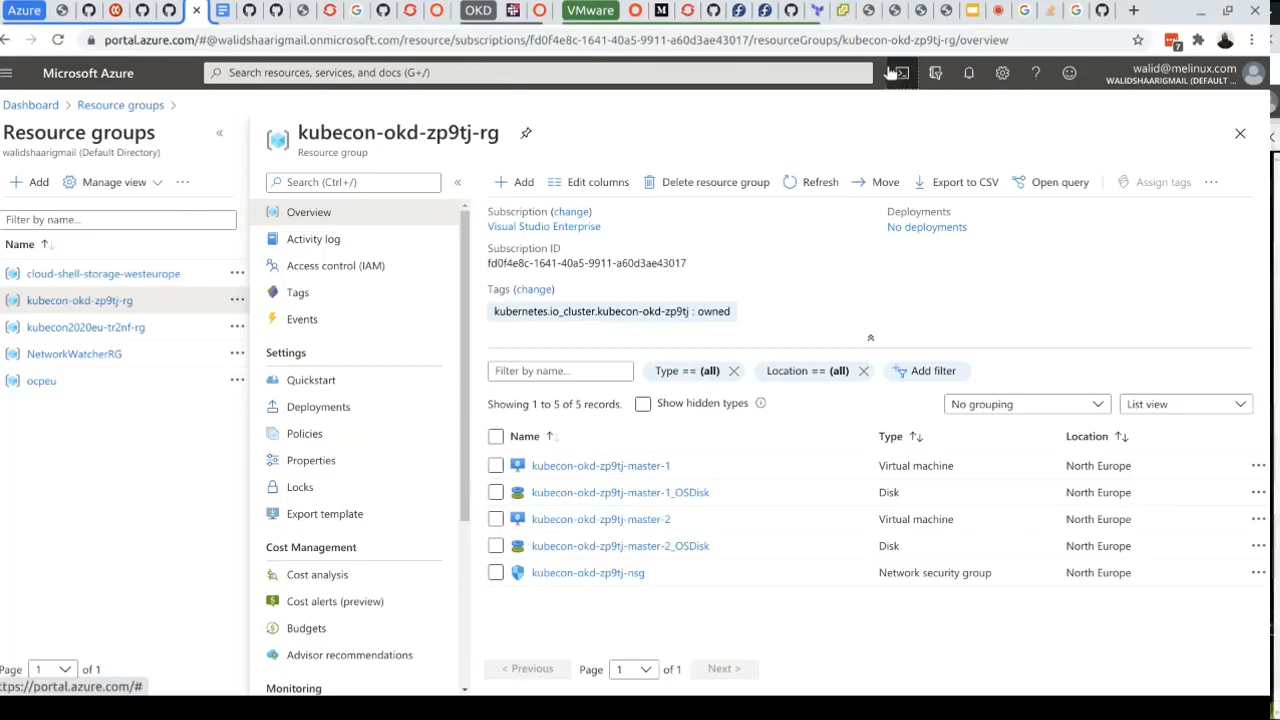 Azure
OKD
VMware
portal.azure.com/#@walidshaarigmail.onmicrosoft.com/resource/subscriptions/fd0f4e8c-1641-40a5-9911-a60d3ae43017/resourceGroups/kubecon-okd-zp9tj-rg/overview
7
Microsoft Azure
Search resources, services, and docs (G+/)
walid@melinux.com
WALIDSHAARIGMAIL (DEFAULT ...
Dashboard > Resource groups >
Resource groups
walidshaarigmail (Default Directory)
+ Add
Manage view
...
Filter by name...
Name
cloud-shell-storage-westeurope
kubecon-okd-zp9tj-rg
kubecon2020eu-tr2nf-rg
NetworkWatcherRG
ocpeu
Page 1 of 1
ttps://portal.azure.com/#
kubecon-okd-zp9tj-rg
Resource group
Search (Ctrl+/)
Overview
Activity log
Access control (IAM)
Tags
Events
Settings
Quickstart
Deployments
Policies
Properties
Locks
Export template
Cost Management
Cost analysis
Cost alerts (preview)
Budgets
Advisor recommendations
Monitoring
+ Add
Edit columns
Delete resource group
Refresh
Move
Export to CSV
Open query
Assign tags
...
Subscription (change)
Visual Studio Enterprise
Subscription ID
fd0f4e8c-1641-40a5-9911-a60d3ae43017
Tags (change)
kubernetes.io_cluster.kubecon-okd-zp9tj : owned
Deployments
No deployments
Filter by name...
Type == (all)
Location == (all)
Add filter
Showing 1 to 5 of 5 records.
Show hidden types
No grouping
List view
Name Type Location
kubecon-okd-zp9tj-master-1 Virtual machine North Europe
kubecon-okd-zp9tj-master-1_OSDisk Disk North Europe
kubecon-okd-zp9tj-master-2 Virtual machine North Europe
kubecon-okd-zp9tj-master-2_OSDisk Disk North Europe
kubecon-okd-zp9tj-nsg Network security group North Europe
< Previous
Page 1 of 1
Next >